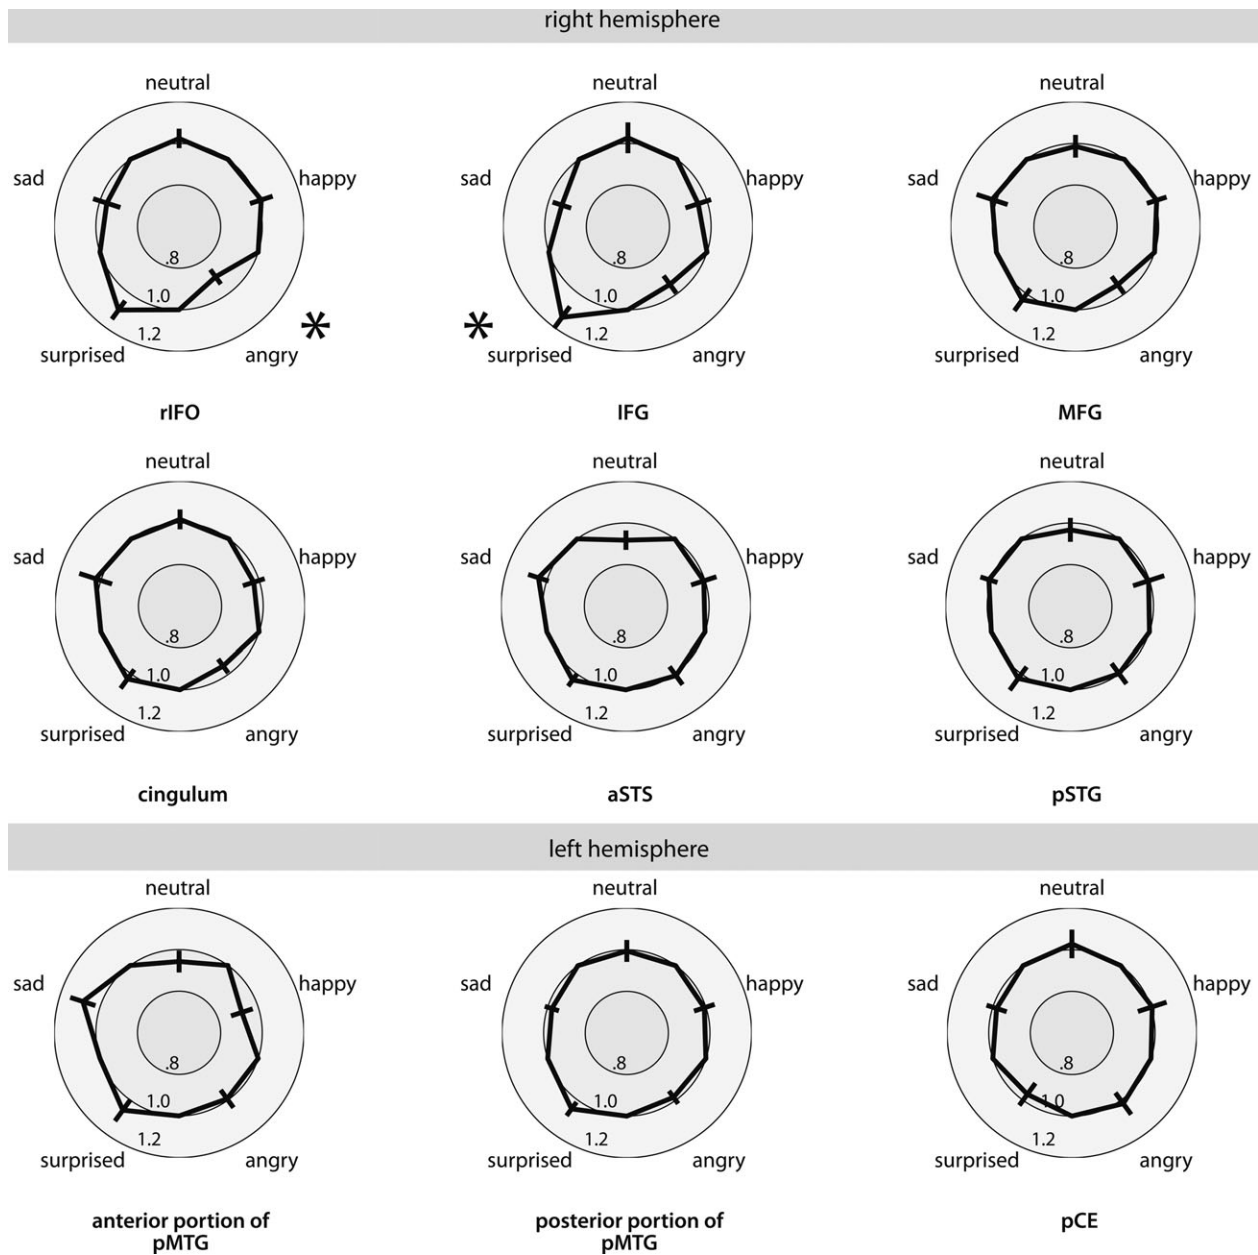 right hemisphere
neutral
neutral
neutral
sad
happy
sad
happy
sad
happy
.8
.8
.8
1.0
1.0
1.0
*
*
1.2
1.2
1.2
surprised
angry
surprised
angry
surprised
angry
rIFO
IFG
MFG
neutral
neutral
neutral
sad
happy
sad
happy
sad
happy
.8
.8
.8
1.0
1.0
1.0
1.2
1.2
1.2
surprised
angry
surprised
angry
surprised
angry
cingulum
aSTS
pSTG
left hemisphere
neutral
neutral
neutral
sad
happy
sad
happy
sad
happy
.8
.8
.8
1.0
1.0
1.0
1.2
1.2
1.2
surprised
angry
surprised
angry
surprised
angry
anterior portion of
pMTG
posterior portion of
pMTG
pCE